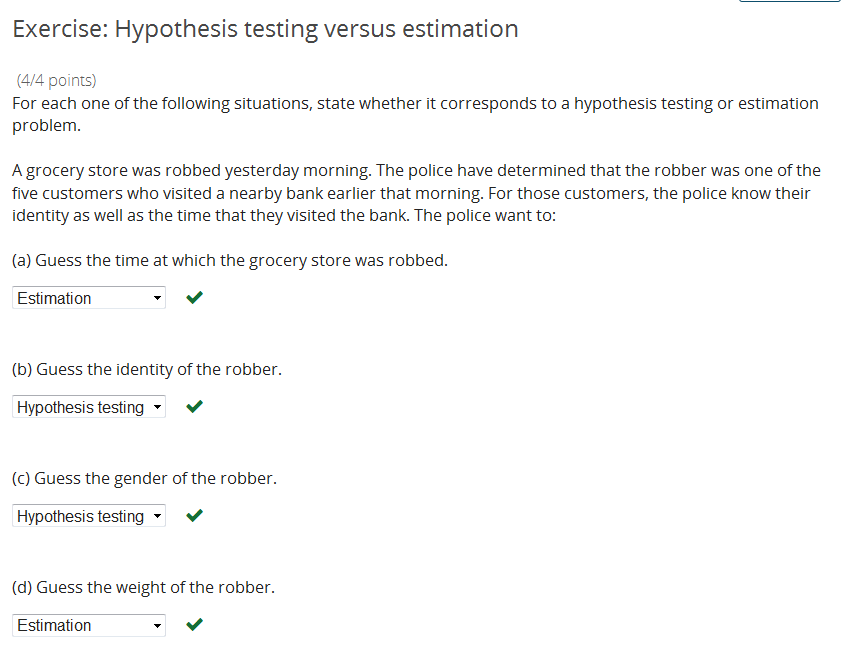 Exercise: Hypothesis testing versus estimation
(4/4 points)
For each one of the following situations, state whether it corresponds to a hypothesis testing or estimation
problem.
A grocery store was robbed yesterday morning. The police have determined that the robber was one of the
five customers who visited a nearby bank earlier that morning. For those customers, the police know their
identity as well as the time that they visited the bank. The police want to:
(a) Guess the time at which the grocery store was robbed.
Estimation
(b) Guess the identity of the robber.
Hypothesis testing
(c) Guess the gender of the robber.
Hypothesis testing
(d) Guess the weight of the robber.
Estimation